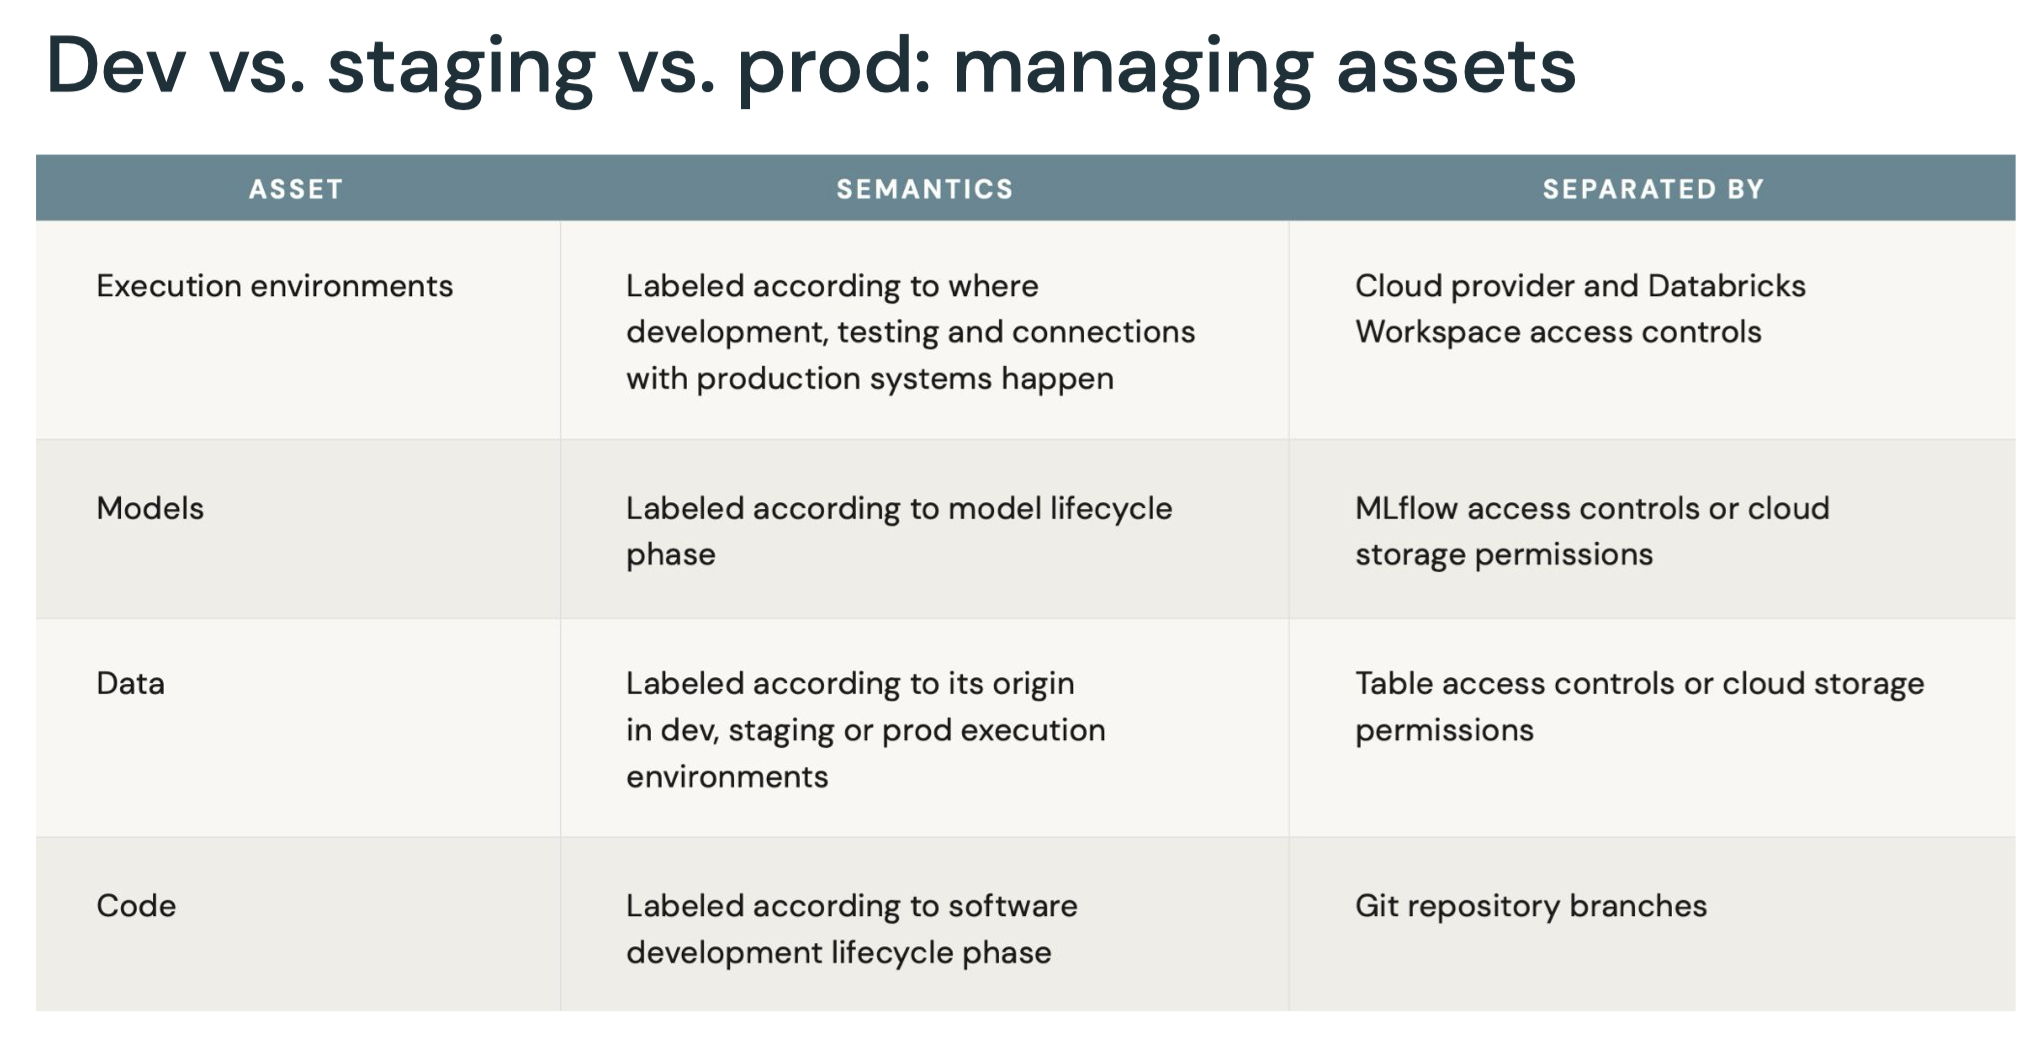 Dev vs. staging vs. prod: managing assets
ASSET
SEMANTICS
SEPARATED BY
Execution environments
Labeled according to where
development, testing and connections
with production systems happen
Cloud provider and Databricks
Workspace access controls
Models
Labeled according to model lifecycle
phase
MLflow access controls or cloud
storage permissions
Data
Labeled according to its origin
in dev, staging or prod execution
environments
Table access controls or cloud storage
permissions
Code
Labeled according to software
development lifecycle phase
Git repository branches